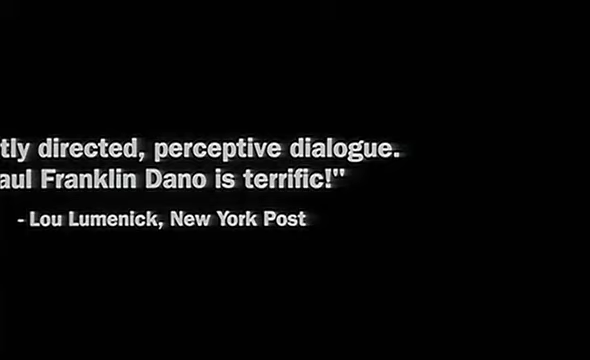 tly directed, perceptive dialogue.
aul Franklin Dano is terrific!"
- Lou Lumenick, New York Post